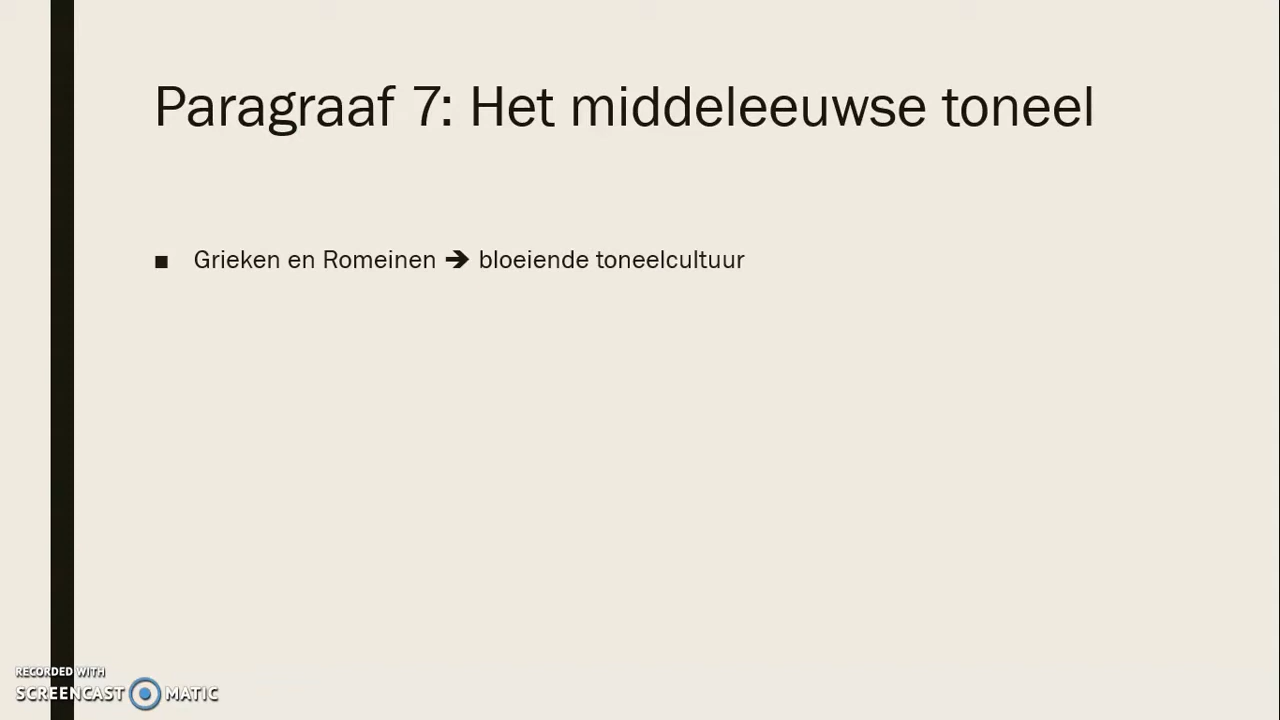 Paragraaf 7: Het middeleeuwse toneel
■ Grieken en Romeinen ➔ bloeiende toneelcultuur
RECORDED WITH
SCREENCAST MATIC